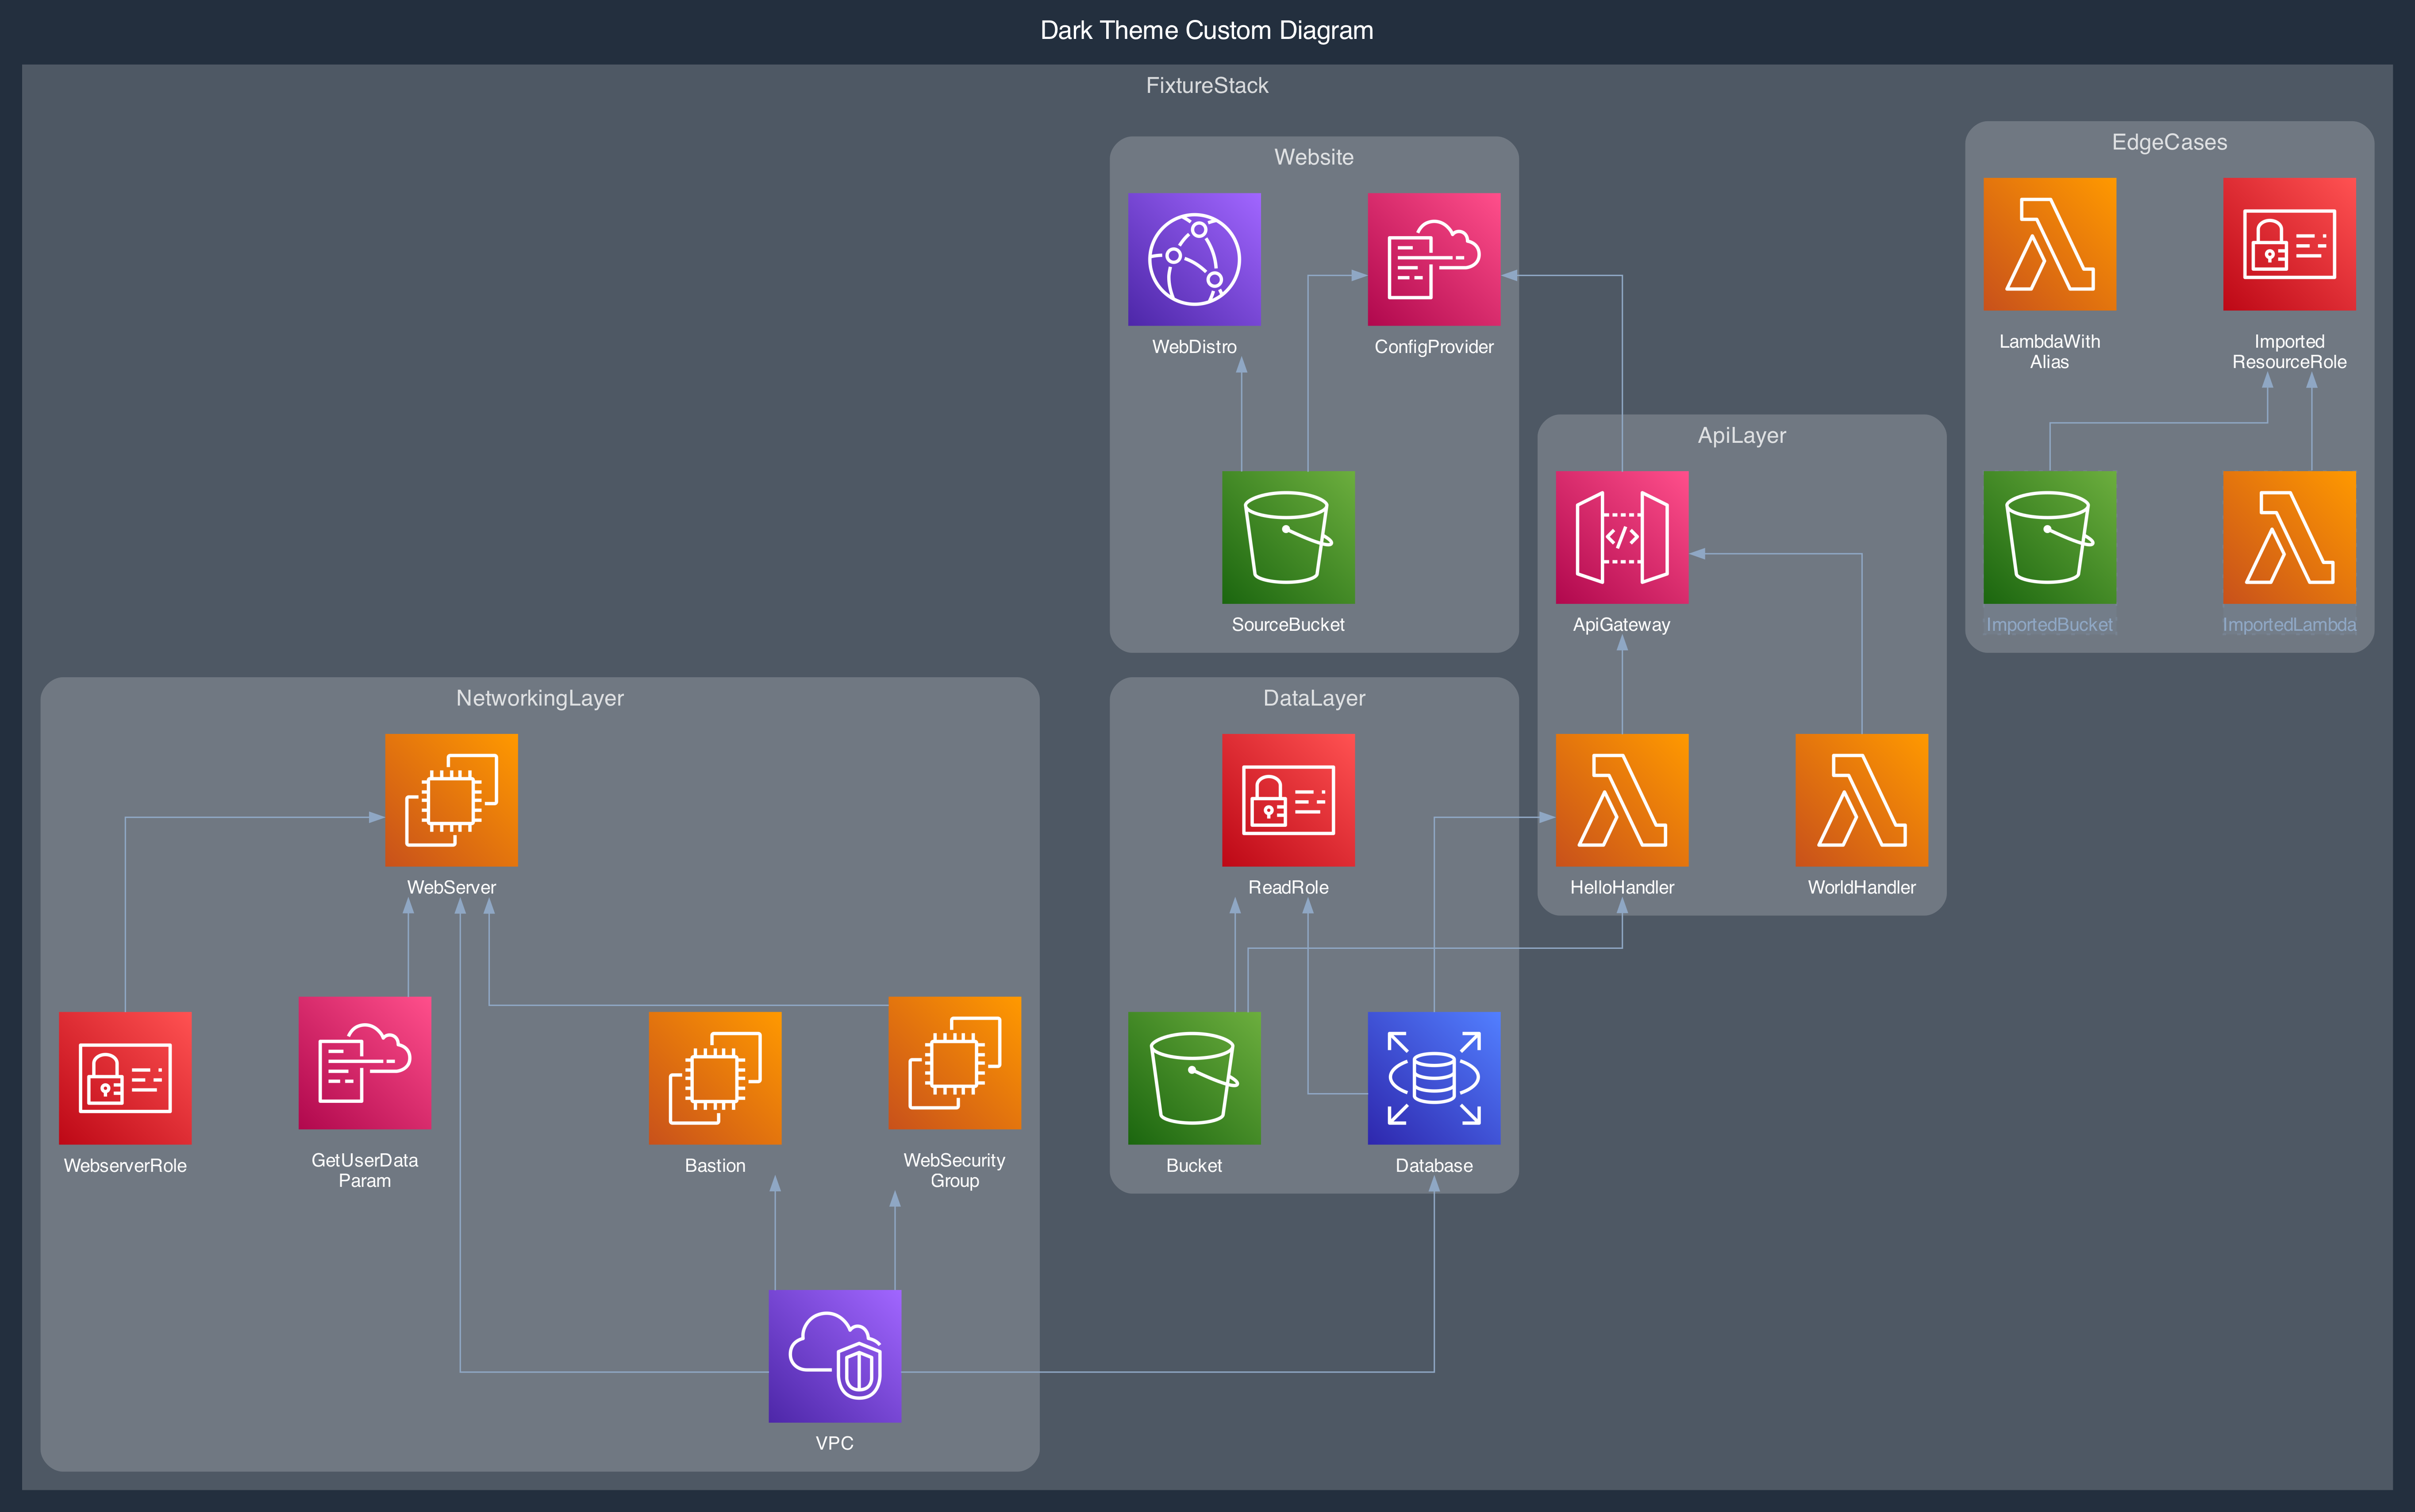 Dark Theme Custom Diagram
FixtureStack
Website
WebDistro
ConfigProvider
SourceBucket
EdgeCases
LambdaWith
Alias
Imported
ResourceRole
ImportedBucket
ImportedLambda
ApiLayer
ApiGateway
HelloHandler
WorldHandler
NetworkingLayer
WebServer
WebserverRole
GetUserData
Param
Bastion
WebSecurity
Group
VPC
DataLayer
ReadRole
Bucket
Database